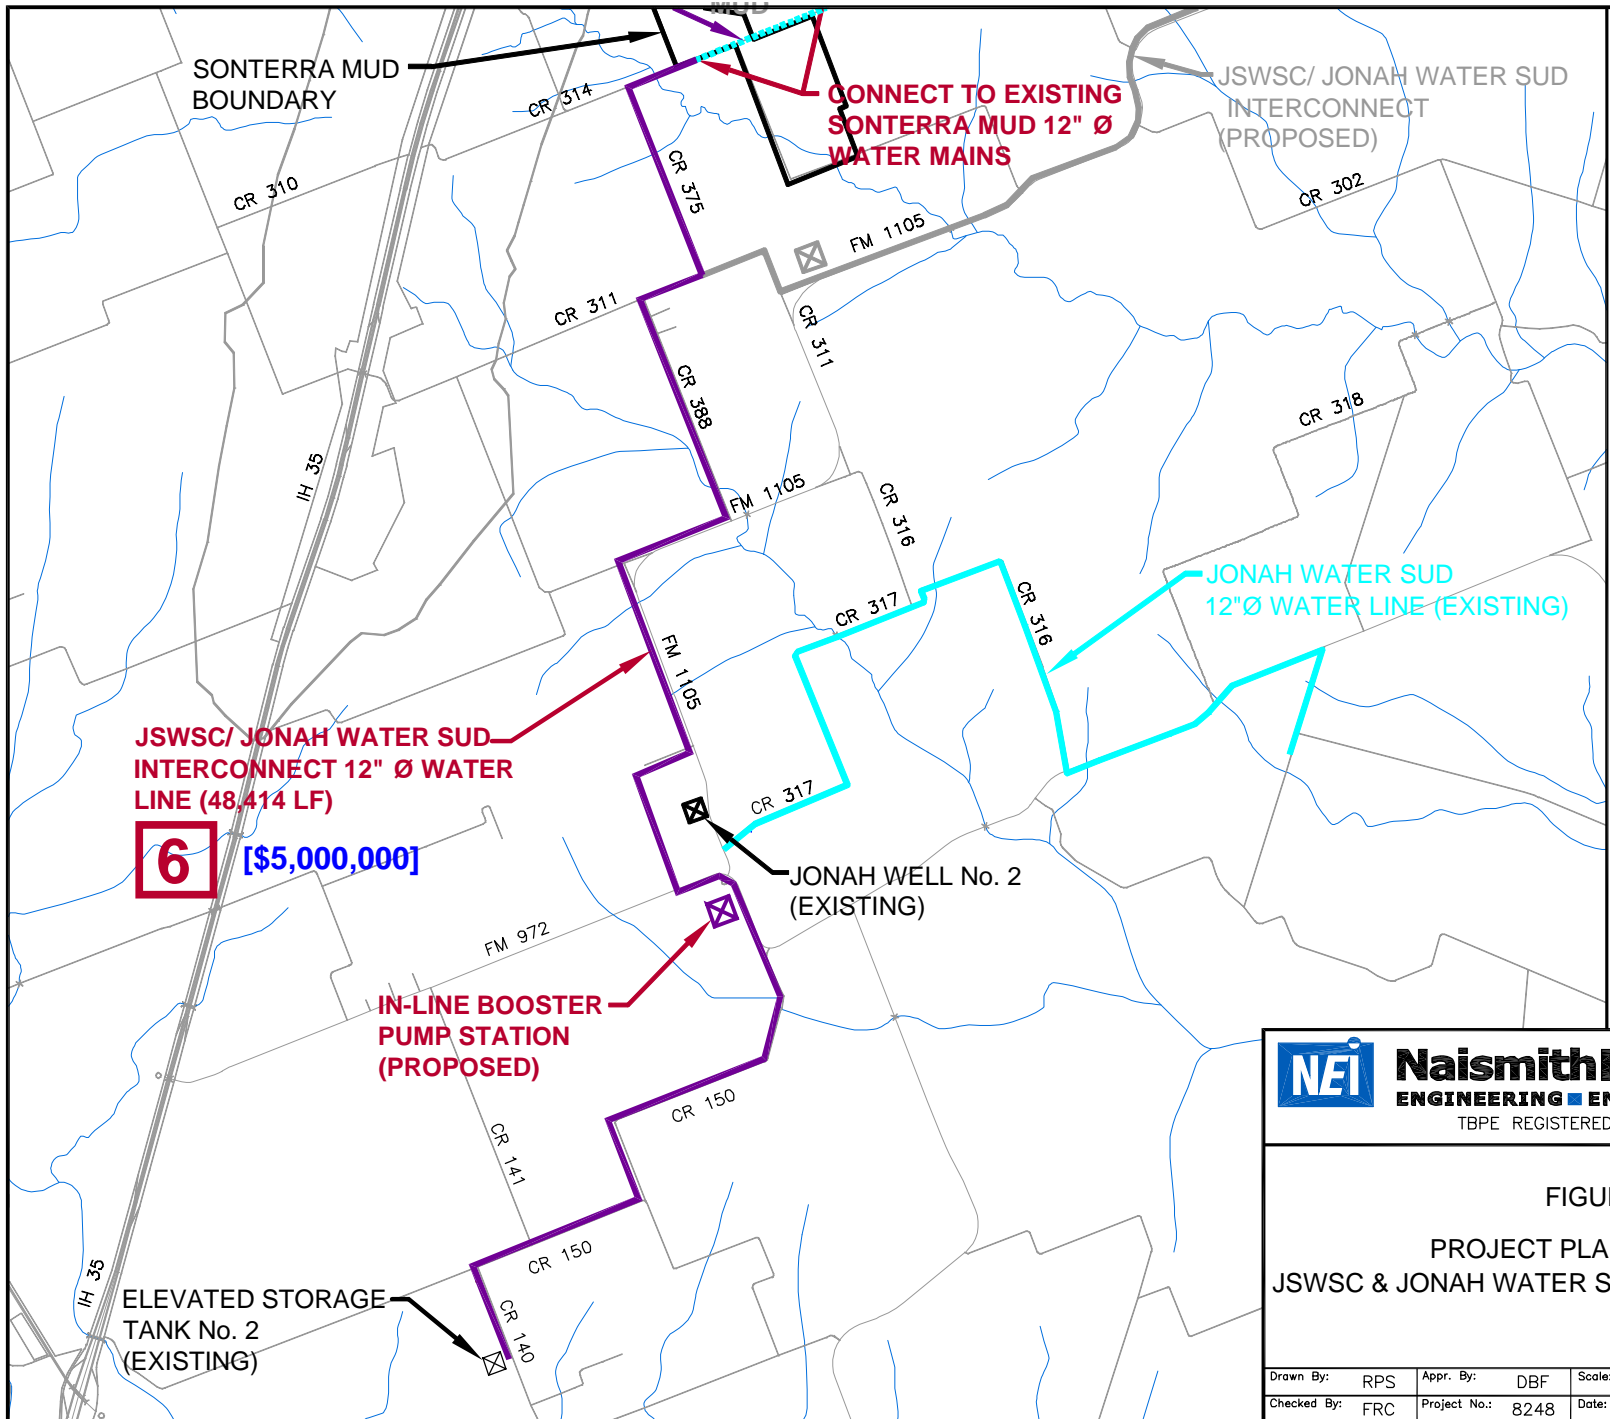 MUD
SONTERRA MUD
BOUNDARY
CR 314
CONNECT TO EXISTING
SONTERRA MUD 12" Ø
WATER MAINS
JSWSC/ JONAH WATER SUD
INTERCONNECT
(PROPOSED)
CR 310
CR 375
CR 302
FM 1105
CR 311
CR 311
CR 388
CR 318
IH 35
FM 1105
CR 316
JONAH WATER SUD
12"Ø WATER LINE (EXISTING)
CR 317
CR 316
FM 1105
JSWSC/ JONAH WATER SUD
INTERCONNECT 12" Ø WATER
LINE (48,414 LF)
6
[$5,000,000]
CR 317
JONAH WELL No. 2
(EXISTING)
FM 972
IN-LINE BOOSTER
PUMP STATION
(PROPOSED)
CR 150
CR 141
CR 150
IH 35
ELEVATED STORAGE
TANK No. 2
(EXISTING)
CR 140
NEI
Naismith
ENGINEERING ■ EN
TBPE REGISTERED
FIGU
PROJECT PLA
JSWSC & JONAH WATER S
Drawn By: RPS Appr. By: DBF Scale:
Checked By: FRC Project No.: 8248 Date: